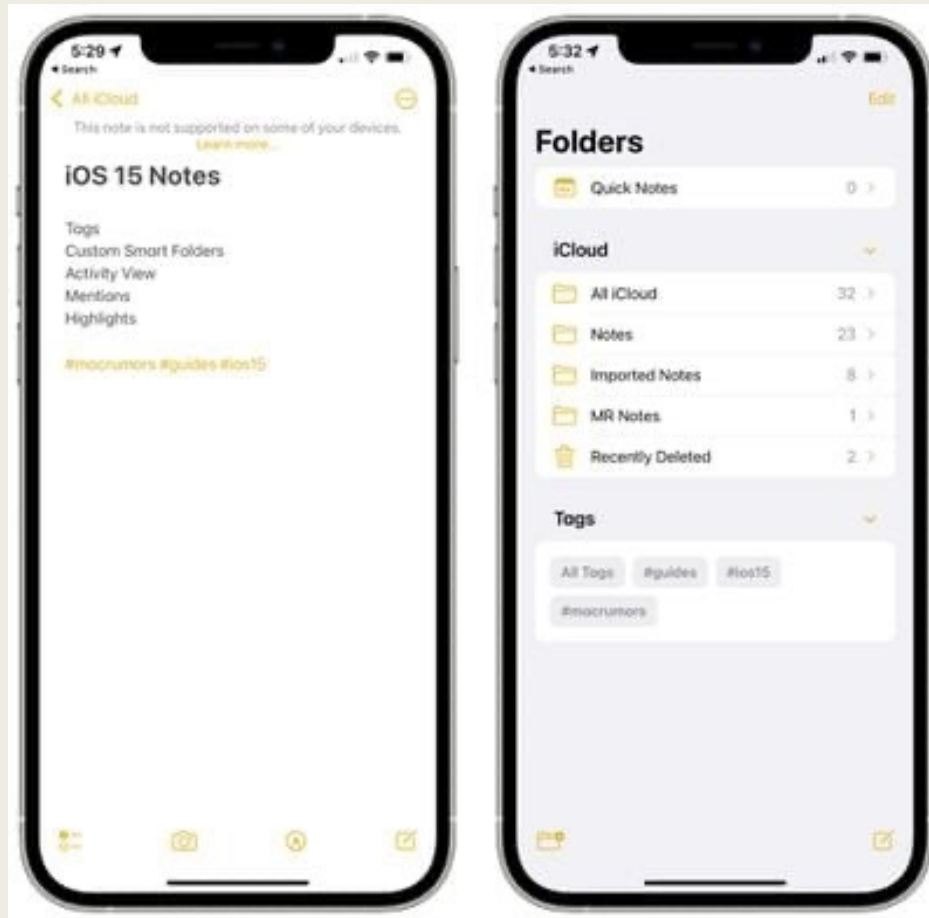 5:29
Search
All iCloud
This note is not supported on some of your devices.
Learn more...
iOS 15 Notes
Tags
Custom Smart Folders
Activity View
Mentions
Highlights
#macrumors #guides #ios15
5:32
Search
Edit
Folders
Quick Notes 0
iCloud
All iCloud 32
Notes 23
Imported Notes 8
MR Notes 1
Recently Deleted 2
Tags
All Tags #guides #ios15
#macrumors